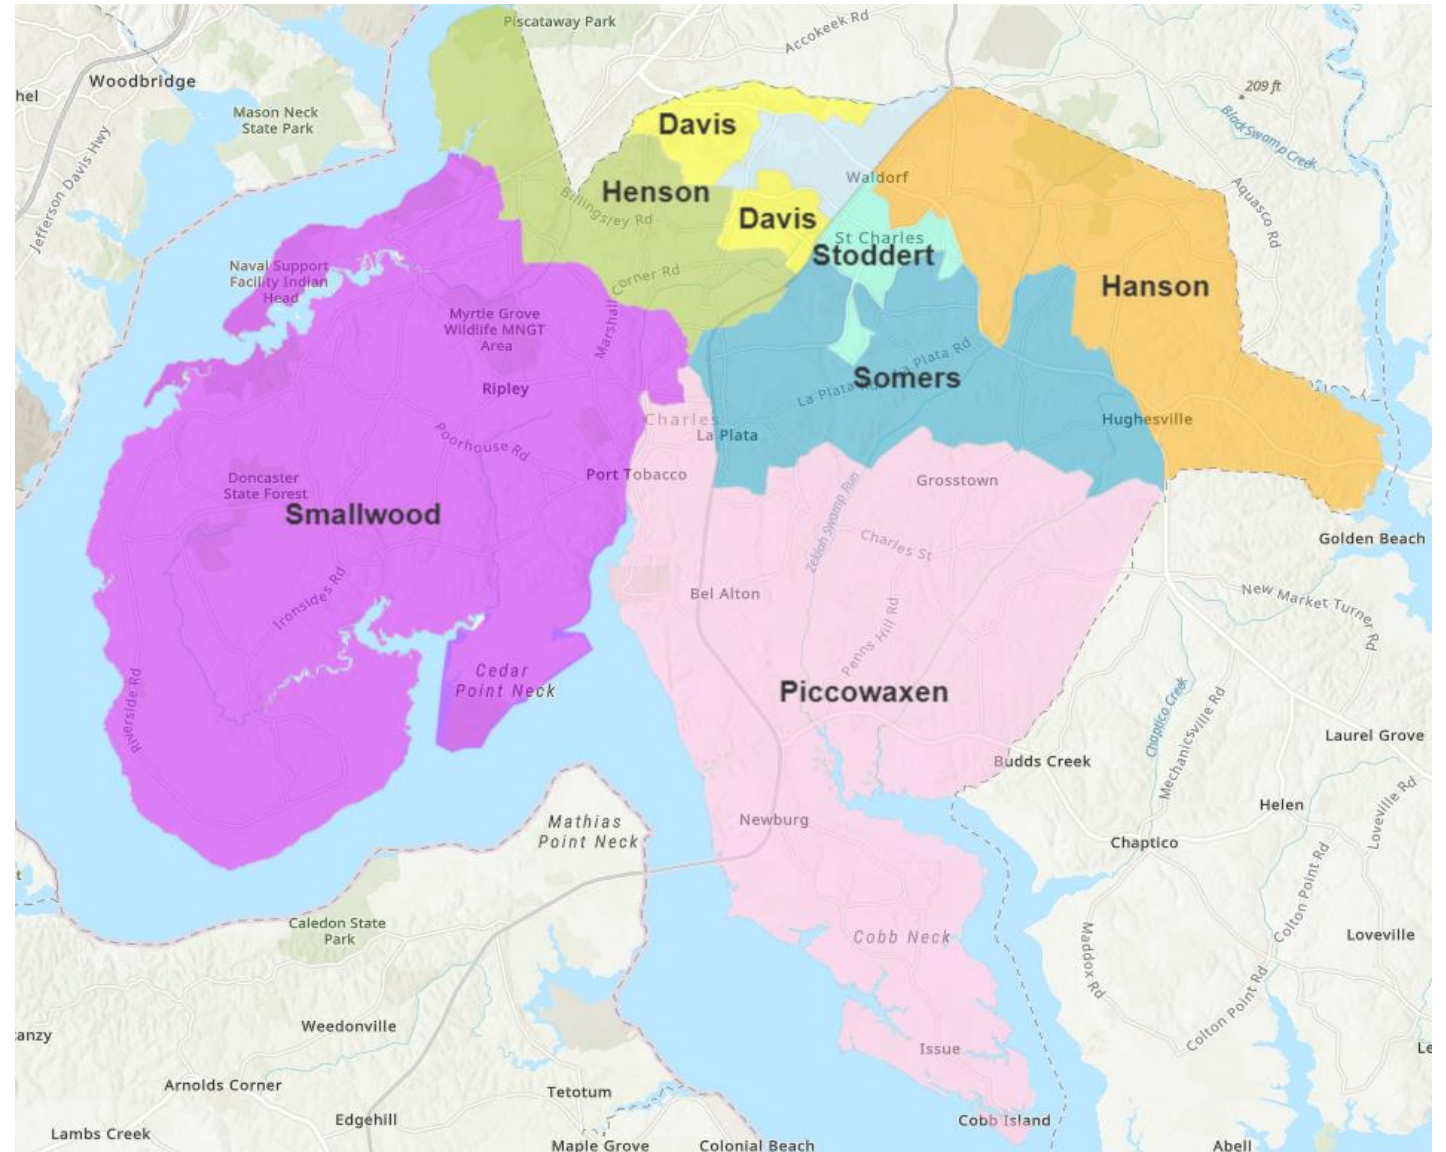 Piscataway Park
Accokeek Rd
Woodbridge
hel
209 ft
Mason Neck
State Park
Black Swamp Creek
Davis
Jefferson Davis Hwy
Waldorf
Henson
Billingsley Rd
Aquasco Rd
Davis
St Charles
Stoddert
Naval Support
Facility Indian
Head
Corner Rd
Hanson
Myrtle Grove
Wildlife MNGT
Area
Marshall
La Plata Rd
La Plata
Somers
Ripley
Charles
La Plata
Hughesville
Poorhouse Rd
Port Tobacco
Doncaster
State Forest
Grosstown
Smallwood
Zekiah Swamp Run
Charles St
Golden Beach
Ironsides Rd
Bel Alton
New Market Turner Rd
Penns Hill Rd
Cedar
Point Neck
Piccowaxen
Riverside Rd
Chaptico Creek
Mechanicsville Rd
Laurel Grove
Budds Creek
Helen
Loveville Rd
Mathias
Point Neck
Newburg
Chaptico
t
Caledon State
Park
Cobb Neck
Colton Point Rd
Loveville
Maddox Rd
Weedonville
anzy
Colton Point Rd
Issue
Le
Arnolds Corner
Tetotum
Edgehill
Cobb Island
Lambs Creek
Maple Grove
Colonial Beach
Abell